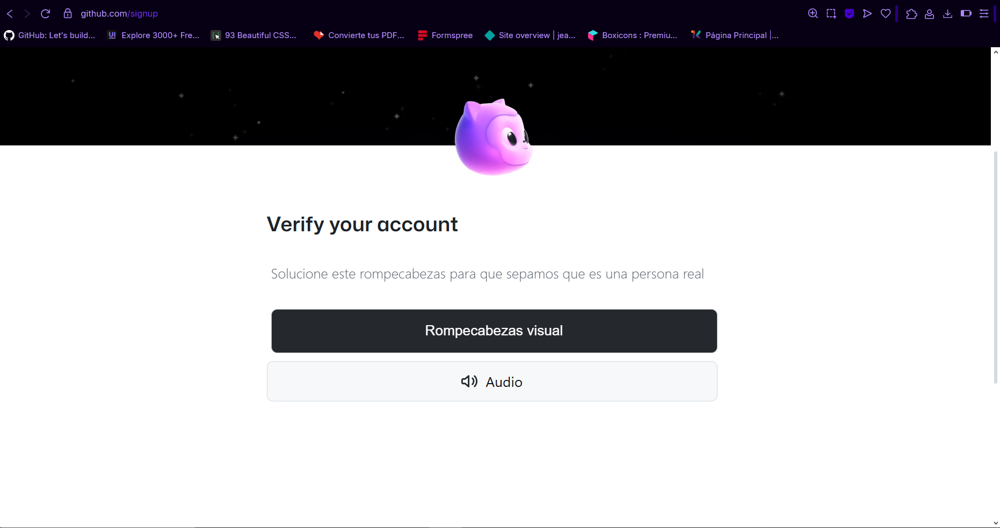 github.com/signup
GitHub: Let's build... UI Explore 3000+ Fre... 93 Beautiful CSS... Convierte tus PDF... Formspree Site overview | jea... Boxicons : Premiu... Página Principal |...
Verify your account
Solucione este rompecabezas para que sepamos que es una persona real
Rompecabezas visual
Audio